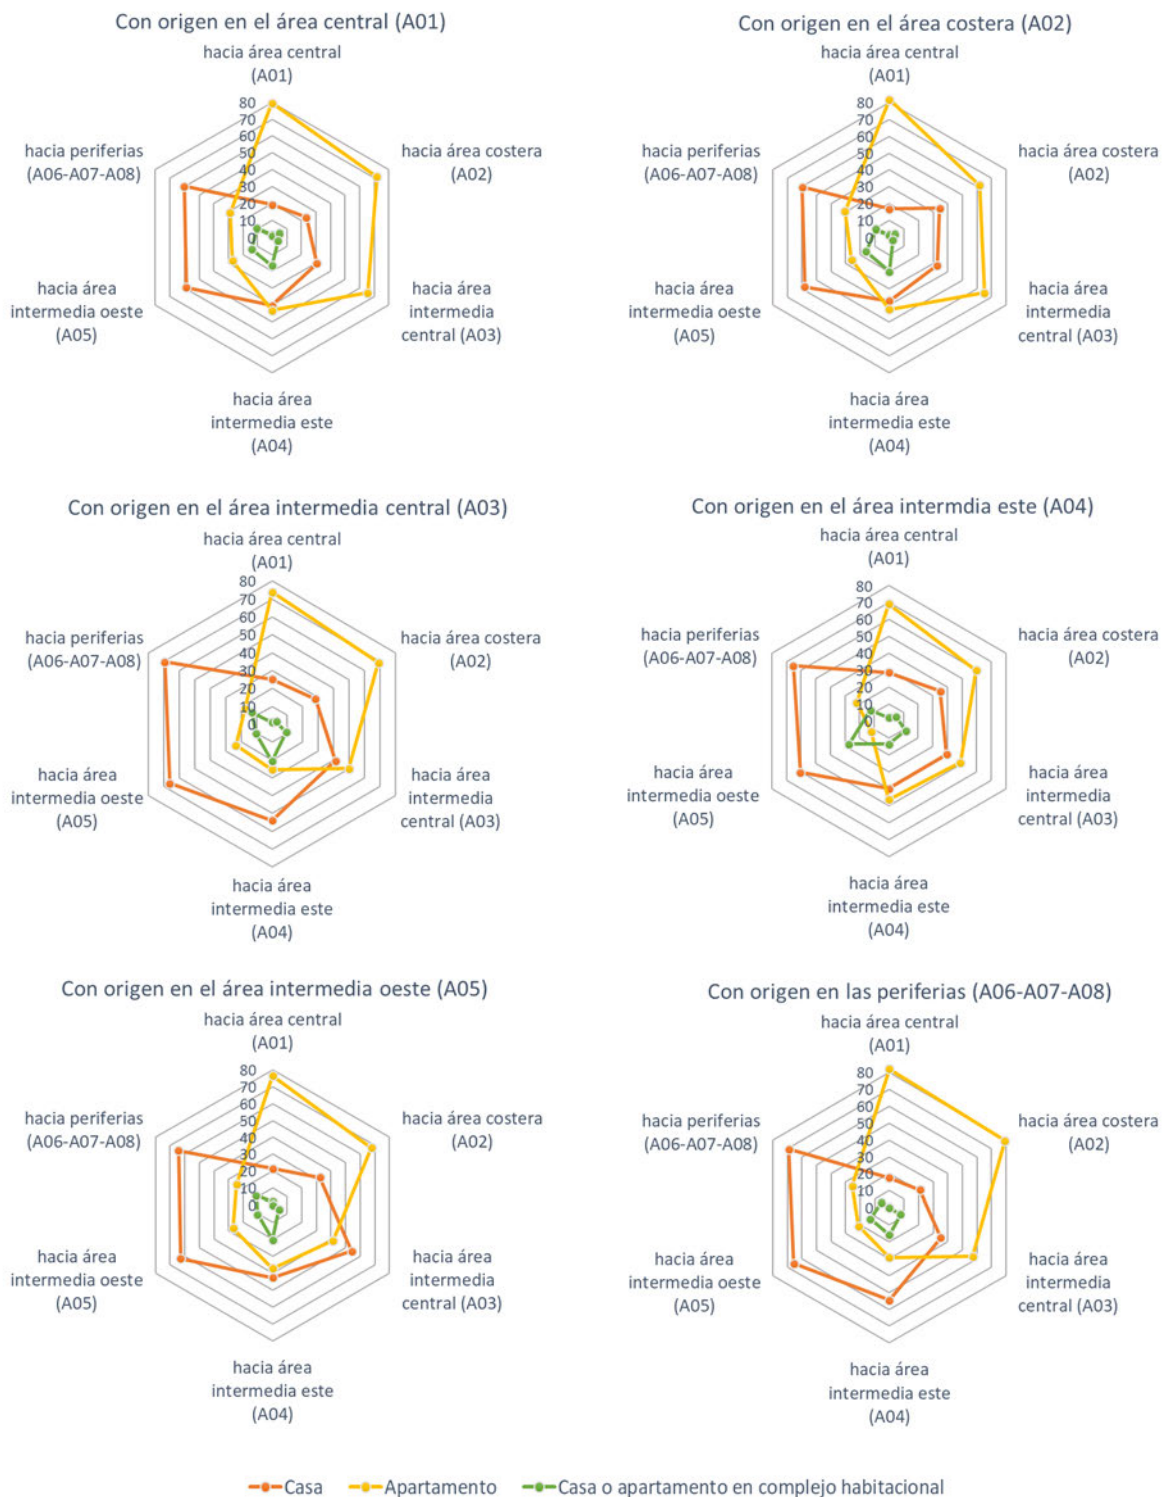 Con origen en el área central (A01)
hacia área central
(A01)
80
70
60
50
40
30
20
10
0
hacia área costera
(A02)
hacia área
intermedia
central (A03)
hacia área
intermedia este
(A04)
hacia área
intermedia oeste
(A05)
hacia periferias
(A06-A07-A08)
Con origen en el área costera (A02)
hacia área central
(A01)
80
70
60
50
40
30
20
10
0
hacia área costera
(A02)
hacia área
intermedia
central (A03)
hacia área
intermedia este
(A04)
hacia área
intermedia oeste
(A05)
hacia periferias
(A06-A07-A08)
Con origen en el área intermedia central (A03)
hacia área central
(A01)
80
70
60
50
40
30
20
10
0
hacia área costera
(A02)
hacia área
intermedia
central (A03)
hacia área
intermedia este
(A04)
hacia área
intermedia oeste
(A05)
hacia periferias
(A06-A07-A08)
Con origen en el área intermdia este (A04)
hacia área central
(A01)
80
70
60
50
40
30
20
10
0
hacia área costera
(A02)
hacia área
intermedia
central (A03)
hacia área
intermedia este
(A04)
hacia área
intermedia oeste
(A05)
hacia periferias
(A06-A07-A08)
Con origen en el área intermedia oeste (A05)
hacia área central
(A01)
80
70
60
50
40
30
20
10
0
hacia área costera
(A02)
hacia área
intermedia
central (A03)
hacia área
intermedia este
(A04)
hacia área
intermedia oeste
(A05)
hacia periferias
(A06-A07-A08)
Con origen en las periferias (A06-A07-A08)
hacia área central
(A01)
80
70
60
50
40
30
20
10
0
hacia área costera
(A02)
hacia área
intermedia
central (A03)
hacia área
intermedia este
(A04)
hacia área
intermedia oeste
(A05)
hacia periferias
(A06-A07-A08)
Casa
Apartamento
Casa o apartamento en complejo habitacional